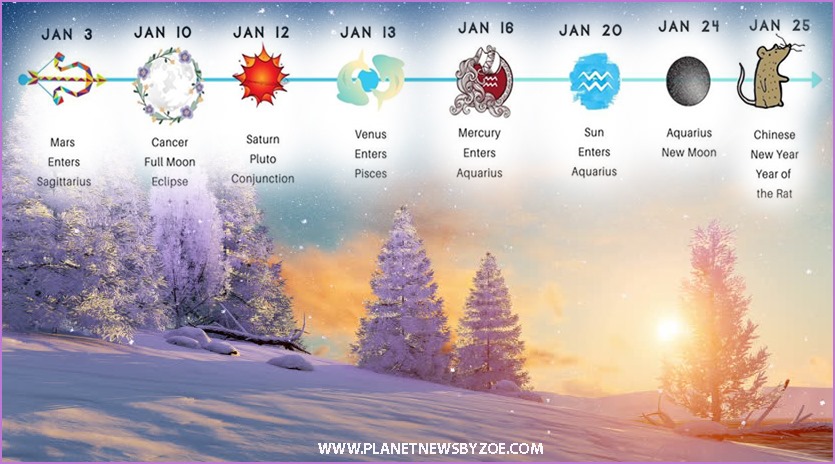 JAN 3
Mars
Enters
Sagittarius
JAN 10
Cancer
Full Moon
Eclipse
JAN 12
Saturn
Pluto
Conjunction
JAN 13
Venus
Enters
Pisces
JAN 16
Mercury
Enters
Aquarius
JAN 20
Sun
Enters
Aquarius
JAN 24
Aquarius
New Moon
JAN 25
Chinese
New Year
Year of
the Rat
WWW.PLANETNEWSBYZOE.COM